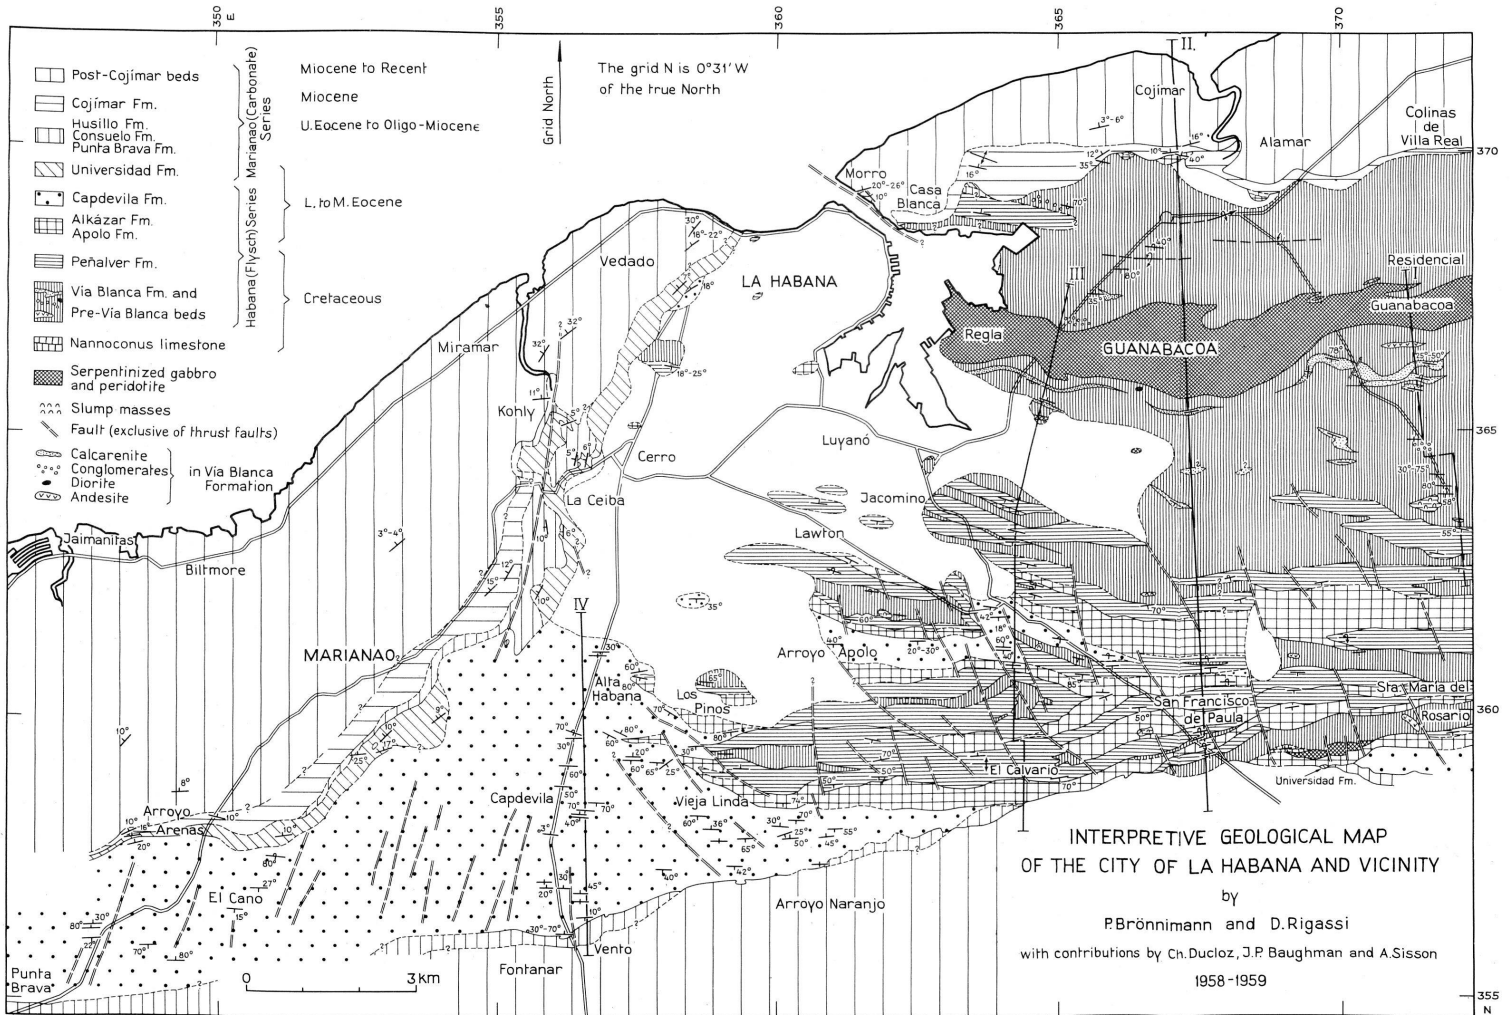 350
E
355
360
365
370
Post-Cojímar beds
Cojímar Fm.
Husillo Fm.
Consuelo Fm.
Punta Brava Fm.
Universidad Fm.
Capdevila Fm.
Alkázar Fm.
Apolo Fm.
Peñalver Fm.
Via Blanca Fm. and
Pre-Vía Blanca beds
Nannoconus limestone
Serpentinized gabbro
and peridotite
Slump masses
Fault (exclusive of thrust faults)
Calcarenite
Conglomerates
Diorite
Andesite
in Vía Blanca
Formation
Marianao (Carbonate)
Series
Habana (Flysch) Series
Miocene to Recent
Miocene
U.Eocene to Oligo-Miocene
L. to M. Eocene
Cretaceous
Grid North
The grid N is 0°31'W
of the true North
II.
Cojímar
Alamar
Colinas
de
Villa Real
370
Morro
Casa
Blanca
Vedado
LA HABANA
Residencial
I
III
Guanabacoa
Regla
GUANABACOA
Miramar
Kohly
Luyanó
365
Cerro
La Ceiba
Jacomino
Lawton
Jaimanitas
Biltmore
IV
MARIANAO
Arroyo Apolo
Alta
Habana
Los
Pinos
Sta. María del
Rosario
San Francisco
de Paula
360
El Calvario
Universidad Fm.
Capdevila
Vieja Linda
Arroyo
Arenas
El Cano
Arroyo Naranjo
Vento
Fontanar
Punta
Brava
0
3 km
INTERPRETIVE GEOLOGICAL MAP
OF THE CITY OF LA HABANA AND VICINITY
by
P.Brönnimann and D.Rigassi
with contributions by Ch.Ducloz, J.P. Baughman and A.Sisson
1958-1959
355
N